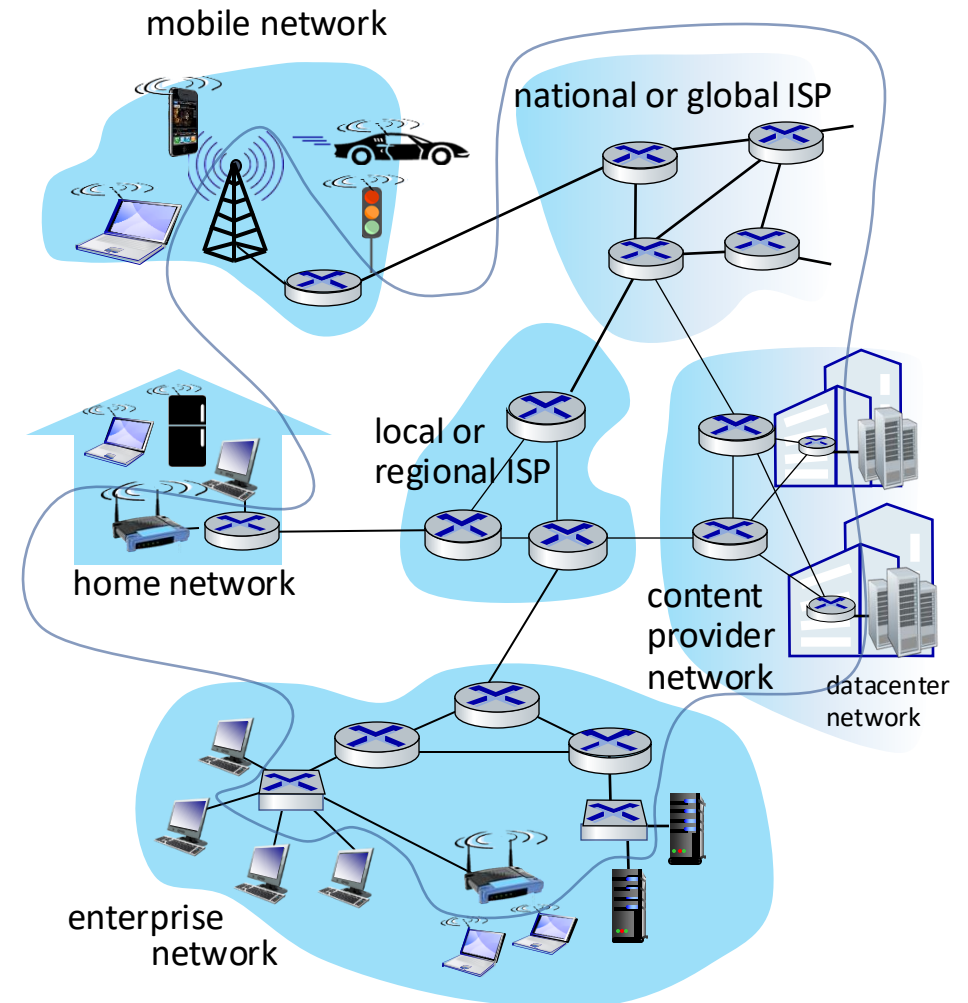 mobile network
national or global ISP
local or
regional ISP
home network
content
provider
network
datacenter
network
enterprise
network